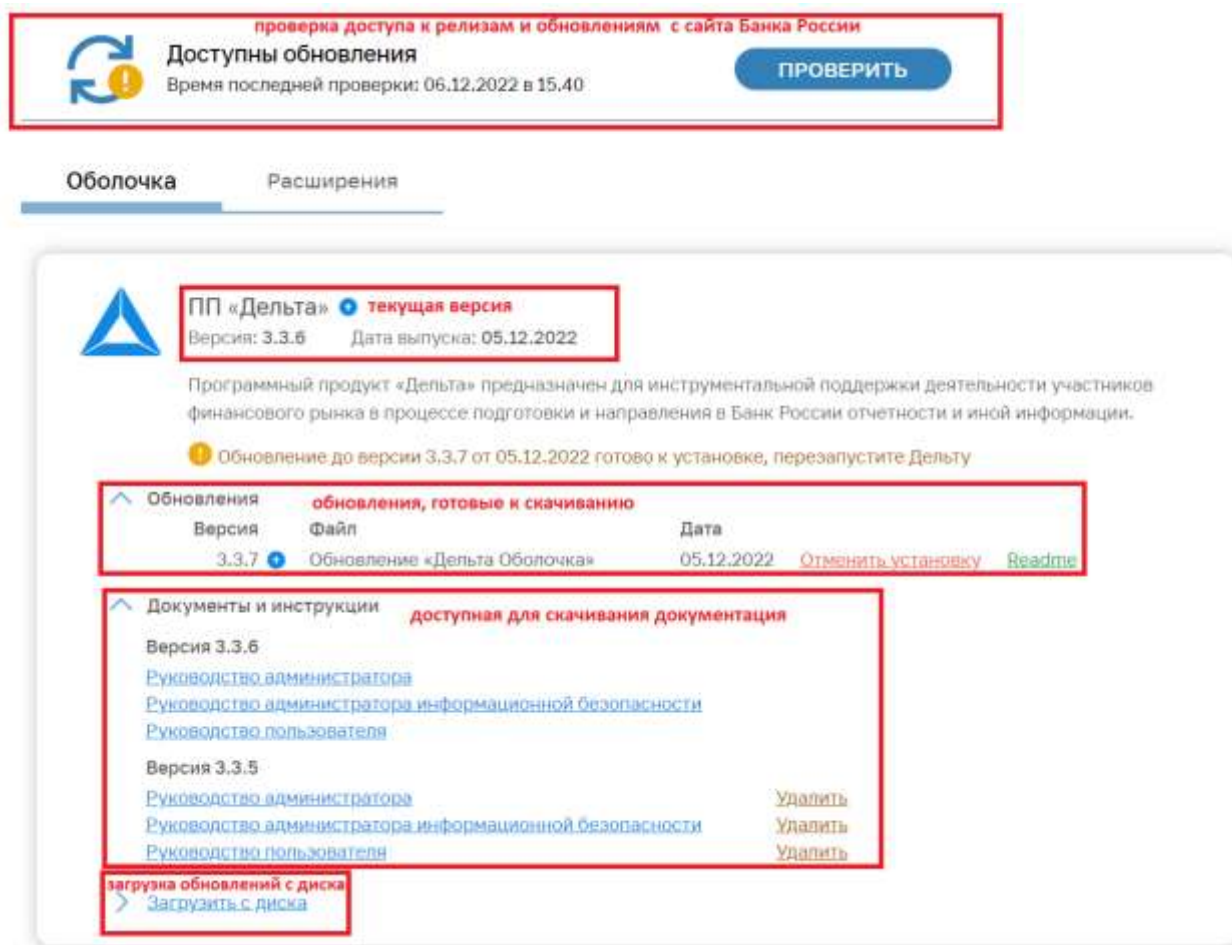 проверка доступа к релизам и обновлениям с сайта Банка России
Доступны обновления
Время последней проверки: 06.12.2022 в 15.40
ПРОВЕРИТЬ
Оболочка Расширения
ПП «Дельта» текущая версия
Версия: 3.3.6 Дата выпуска: 05.12.2022
Программный продукт «Дельта» предназначен для инструментальной поддержки деятельности участников
финансового рынка в процессе подготовки и направления в Банк России отчетности и иной информации.
Обновление до версии 3.3.7 от 05.12.2022 готово к установке, перезапустите Дельту
Обновления обновления, готовые к скачиванию
Версия Файл Дата
3.3.7 Обновление «Дельта Оболочка» 05.12.2022 Отменить установку Readme
Документы и инструкции доступная для скачивания документация
Версия 3.3.6
Руководство администратора
Руководство администратора информационной безопасности
Руководство пользователя
Версия 3.3.5
Руководство администратора Удалить
Руководство администратора информационной безопасности Удалить
Руководство пользователя Удалить
загрузка обновлений с диска
Загрузить с диска